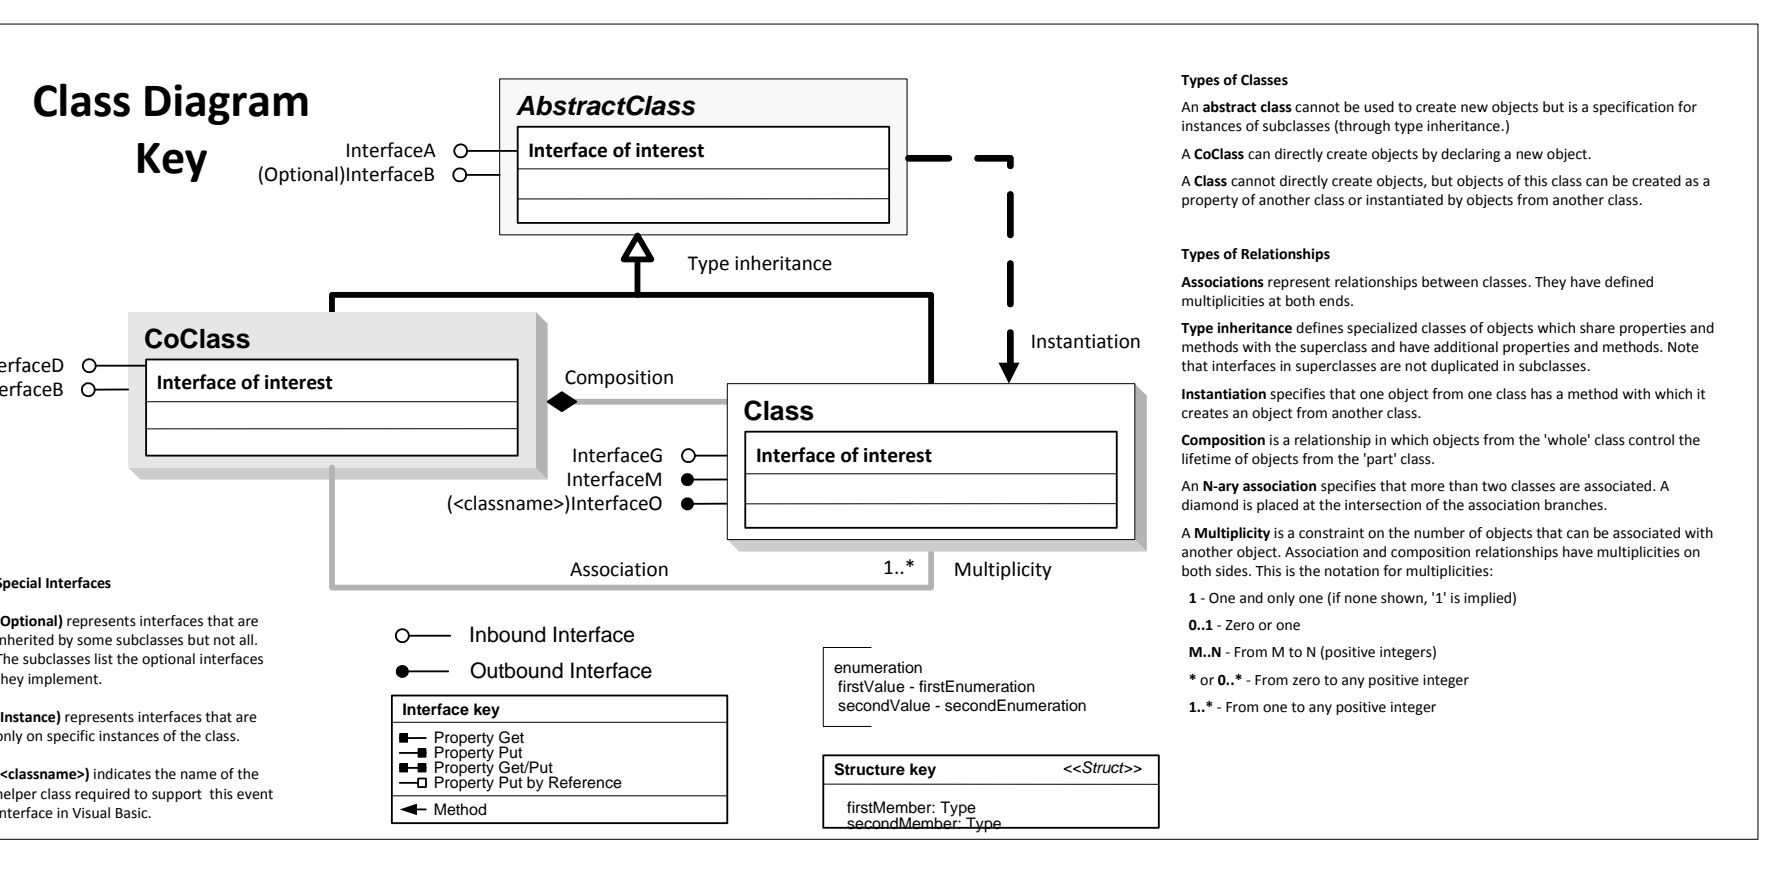 Class Diagram
Key
AbstractClass
Interface of interest
InterfaceA
(Optional)InterfaceB
Type inheritance
Instantiation
CoClass
Interface of interest
erfaceD
erfaceB
Composition
Class
Interface of interest
InterfaceG
InterfaceM
(<classname>)InterfaceO
Association
1..*
Multiplicity
Special Interfaces
Optional) represents interfaces that are
inherited by some subclasses but not all.
The subclasses list the optional interfaces
they implement.
Instance) represents interfaces that are
only on specific instances of the class.
<classname>) indicates the name of the
helper class required to support this event
interface in Visual Basic.
Inbound Interface
Outbound Interface
Interface key
Property Get
Property Put
Property Get/Put
Property Put by Reference
Method
enumeration
firstValue - firstEnumeration
secondValue - secondEnumeration
Structure key <<Struct>>
firstMember: Type
secondMember: Type
Types of Classes
An abstract class cannot be used to create new objects but is a specification for
instances of subclasses (through type inheritance.)
A CoClass can directly create objects by declaring a new object.
A Class cannot directly create objects, but objects of this class can be created as a
property of another class or instantiated by objects from another class.
Types of Relationships
Associations represent relationships between classes. They have defined
multiplicities at both ends.
Type inheritance defines specialized classes of objects which share properties and
methods with the superclass and have additional properties and methods. Note
that interfaces in superclasses are not duplicated in subclasses.
Instantiation specifies that one object from one class has a method with which it
creates an object from another class.
Composition is a relationship in which objects from the 'whole' class control the
lifetime of objects from the 'part' class.
An N-ary association specifies that more than two classes are associated. A
diamond is placed at the intersection of the association branches.
A Multiplicity is a constraint on the number of objects that can be associated with
another object. Association and composition relationships have multiplicities on
both sides. This is the notation for multiplicities:
1 - One and only one (if none shown, '1' is implied)
0..1 - Zero or one
M..N - From M to N (positive integers)
* or 0..* - From zero to any positive integer
1..* - From one to any positive integer